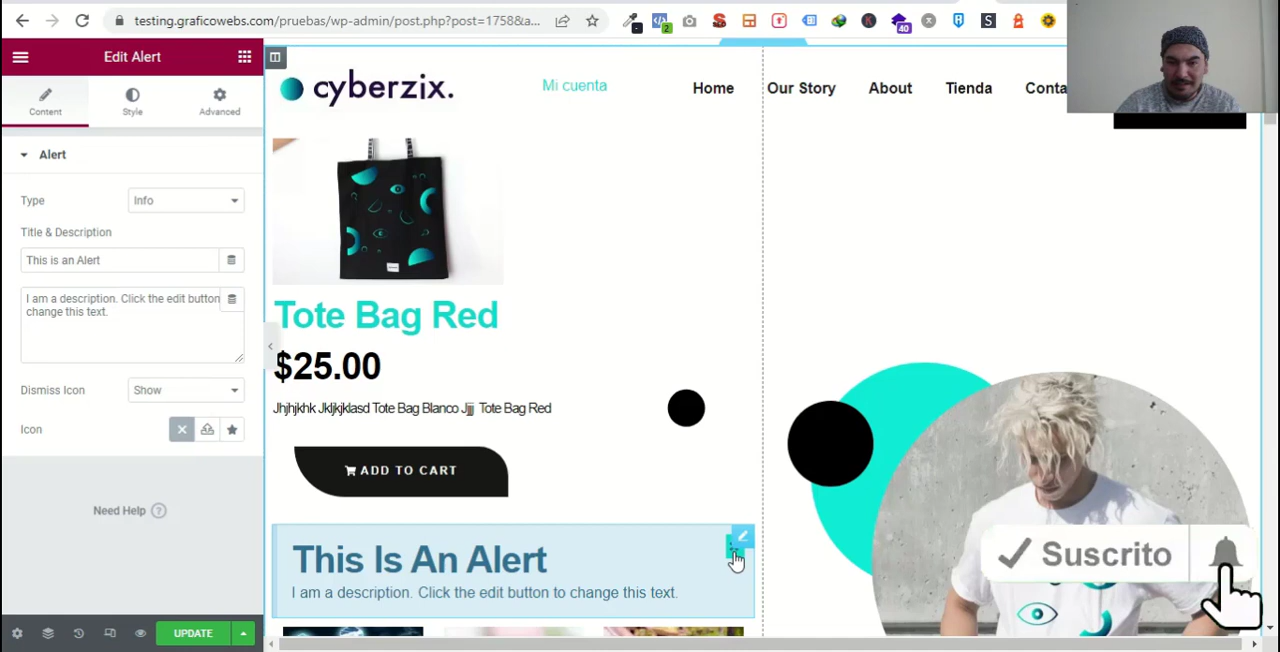 testing.graficowebs.com/pruebas/wp-admin/post.php?post=1758&a...
2
40
S
Edit Alert
Content
Style
Advanced
Alert
Type
Info
Title & Description
This is an Alert
I am a description. Click the edit button
change this text.
Dismiss Icon
Show
Icon
Need Help
UPDATE
cyberzix.
Mi cuenta
Home
Our Story
About
Tienda
Conta
Tote Bag Red
$25.00
Jhjhjkhk Jkljkjklasd Tote Bag Blanco Jjjj Tote Bag Red
ADD TO CART
This Is An Alert
I am a description. Click the edit button to change this text.
Suscrito